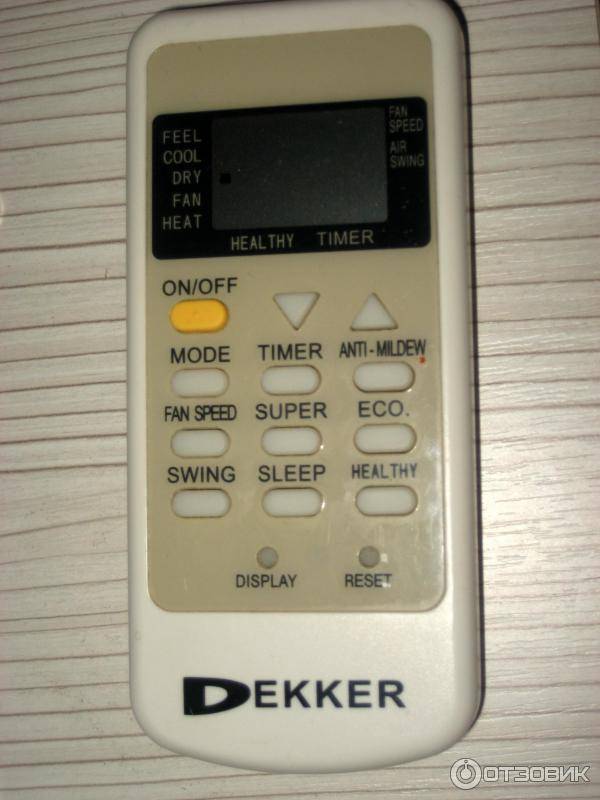 FEEL
COOL
DRY
FAN
HEAT
FAN
SPEED
AIR
SWING
HEALTHY TIMER
ON/OFF
MODE TIMER ANTI-MILDEW
FAN SPEED SUPER ECO.
SWING SLEEP HEALTHY
DISPLAY RESET
DEKKER
ОТЗОВИК